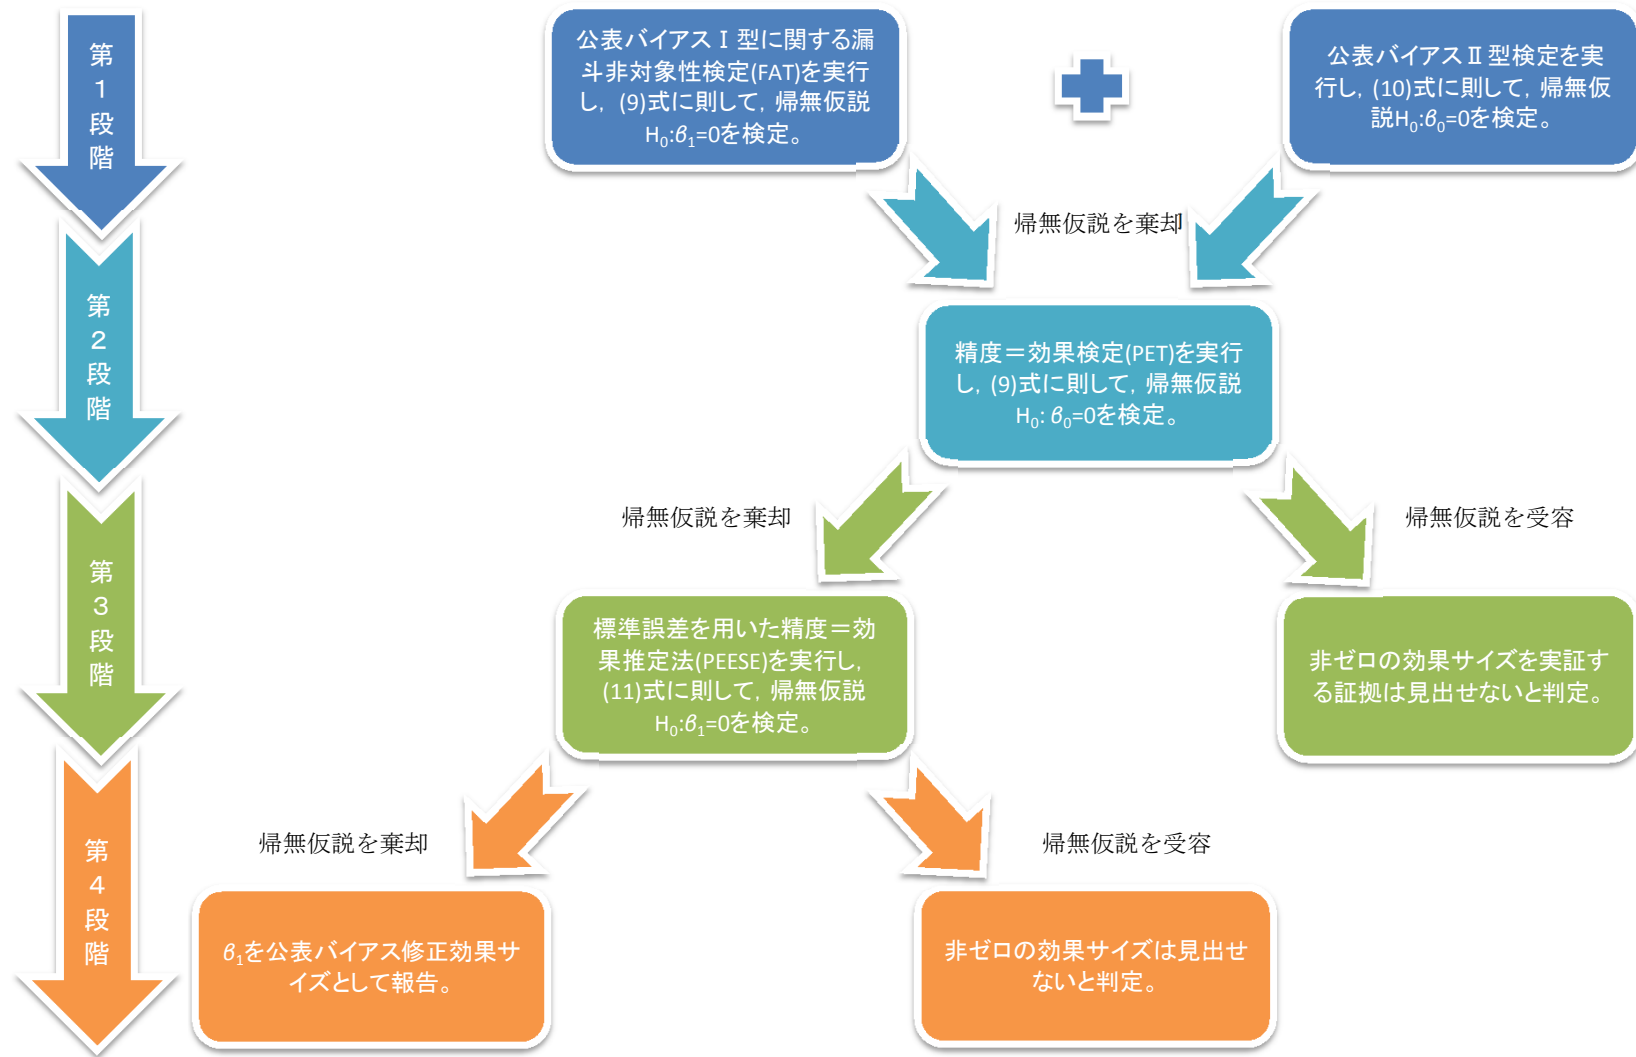 第1段階
公表バイアスⅠ型に関する漏
斗非対象性検定(FAT)を実行
し, (9)式に則して, 帰無仮説
H₀:β₁=0を検定。
公表バイアスⅡ型検定を実
行し, (10)式に則して, 帰無仮
説H₀:β₀=0を検定。
帰無仮説を棄却
第2段階
精度＝効果検定(PET)を実行
し, (9)式に則して, 帰無仮説
H₀: β₀=0を検定。
帰無仮説を棄却
帰無仮説を受容
第3段階
標準誤差を用いた精度＝効
果推定法(PEESE)を実行し,
(11)式に則して, 帰無仮説
H₀:β₁=0を検定。
非ゼロの効果サイズを実証す
る証拠は見出せないと判定。
帰無仮説を棄却
帰無仮説を受容
第4段階
β₁を公表バイアス修正効果サ
イズとして報告。
非ゼロの効果サイズは見出せ
ないと判定。